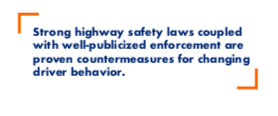 Strong highway safety laws coupled
with well-publicized enforcement are
proven countermeasures for changing
driver behavior.